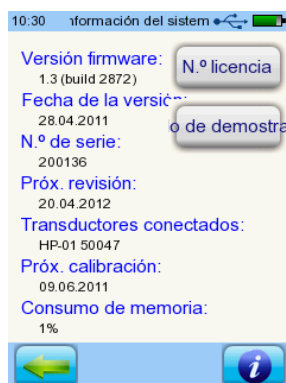 10:30 nformación del sistem
Versión firmware:
N.º licencia
1.3 (build 2872)
Fecha de la versión:
28.04.2011
o de demostra
N.º de serie:
200136
Próx. revisión:
20.04.2012
Transductores conectados:
HP-01 50047
Próx. calibración:
09.06.2011
Consumo de memoria:
1%
i